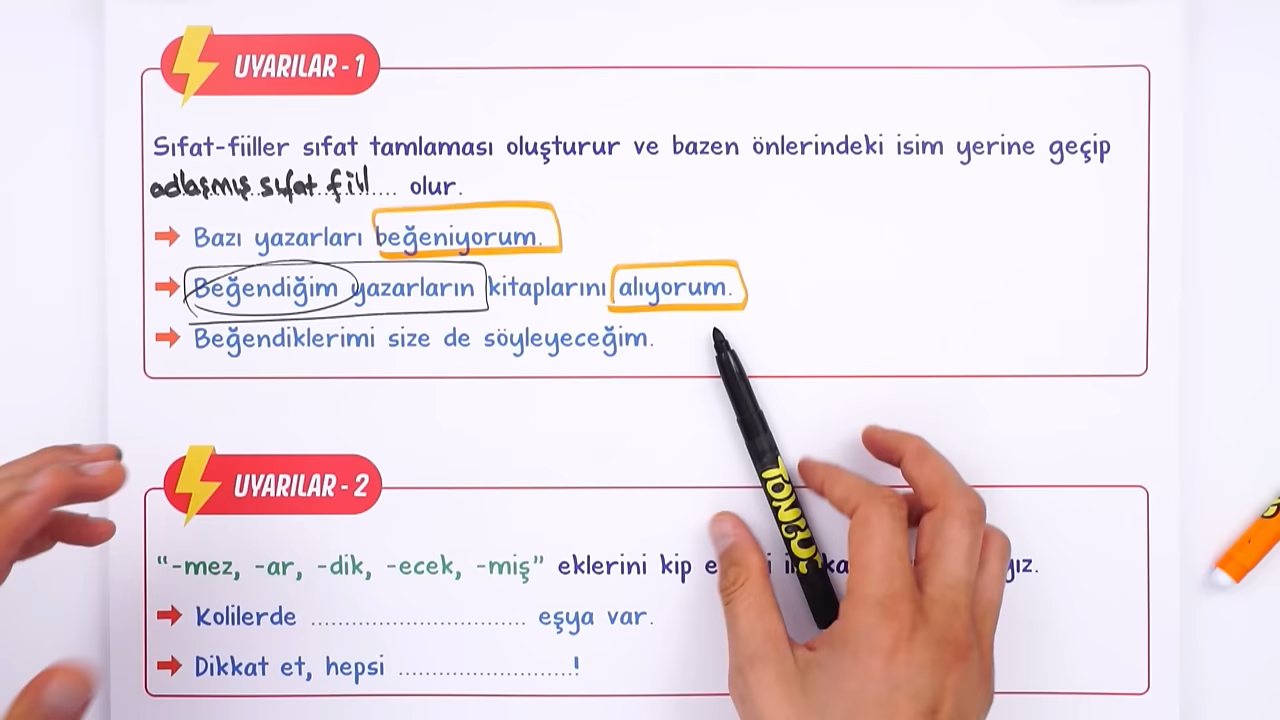 UYARILAR - 1
Sıfat-fiiller sıfat tamlaması oluşturur ve bazen önlerindeki isim yerine geçip
adlaşmış sıfat fiil olur.
Bazı yazarları beğeniyorum.
Beğendiğim yazarların kitaplarını alıyorum.
Beğendiklerimi size de söyleyeceğim.
UYARILAR - 2
"-mez, -ar, -dik, -ecek, -miş" eklerini kip
Kolilerde ............................... eşya var.
Dikkat et, hepsi .........................!
TONGUÇ